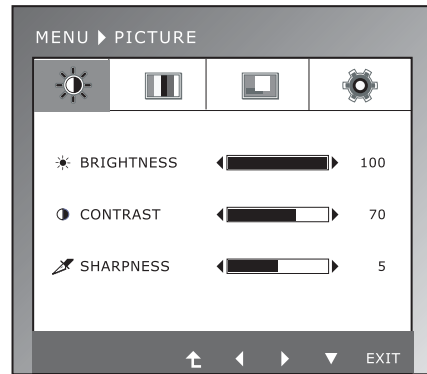 MENU ▶ PICTURE
BRIGHTNESS 100
CONTRAST 70
SHARPNESS 5
EXIT